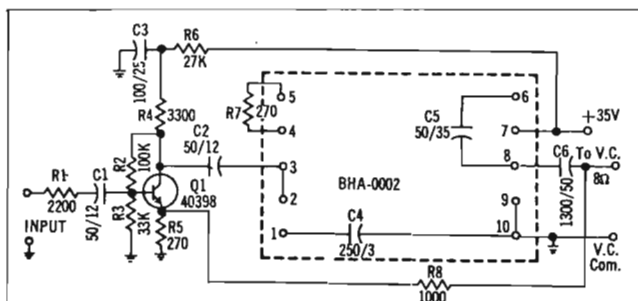 C3
100/25
R6
27K
R4
3300
R7
270
5
4
6
C5
50/35
7
+35V
C6
1300/50
To V.C.
8Ω
R1
2200
C1
50/12
R2
100K
C2
50/12
3
2
8
BHA-0002
Q1
40398
R3
33K
R5
270
INPUT
1
C4
250/3
9
10
V.C.
Com.
R8
1000